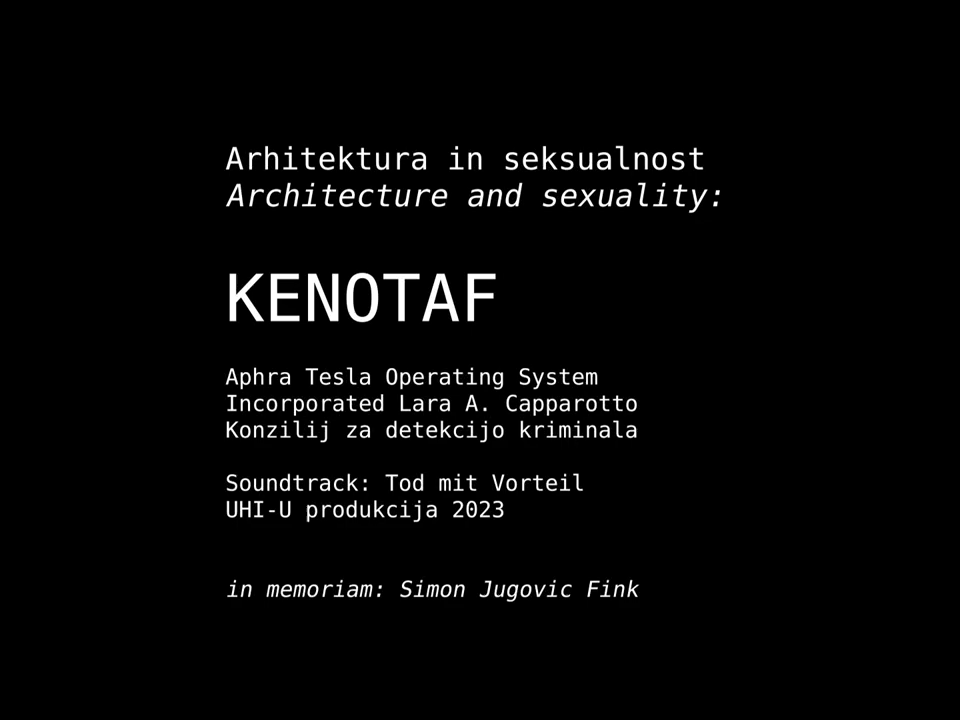 Arhitektura in seksualnost
Architecture and sexuality:
KENOTAF
Aphra Tesla Operating System
Incorporated Lara A. Capparotto
Konzilij za detekcijo kriminala
Soundtrack: Tod mit Vorteil
UHI-U produkcija 2023
in memoriam: Simon Jugovic Fink